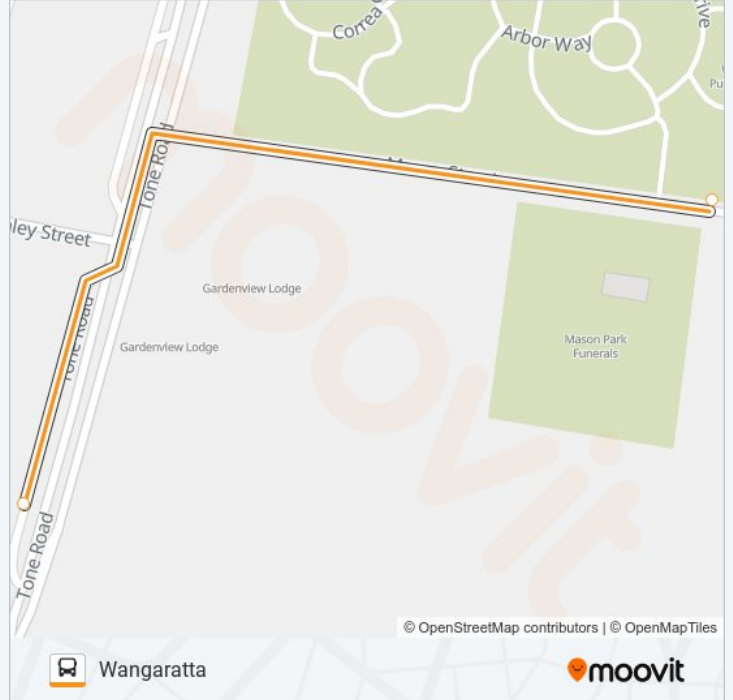 Correa
Arbor Way
Tone Road
ley Street
Gardenview Lodge
Gardenview Lodge
Mason Park
Funerals
Tone Road
Tone Road
© OpenStreetMap contributors | © OpenMapTiles
Wangaratta
moovit
moovit